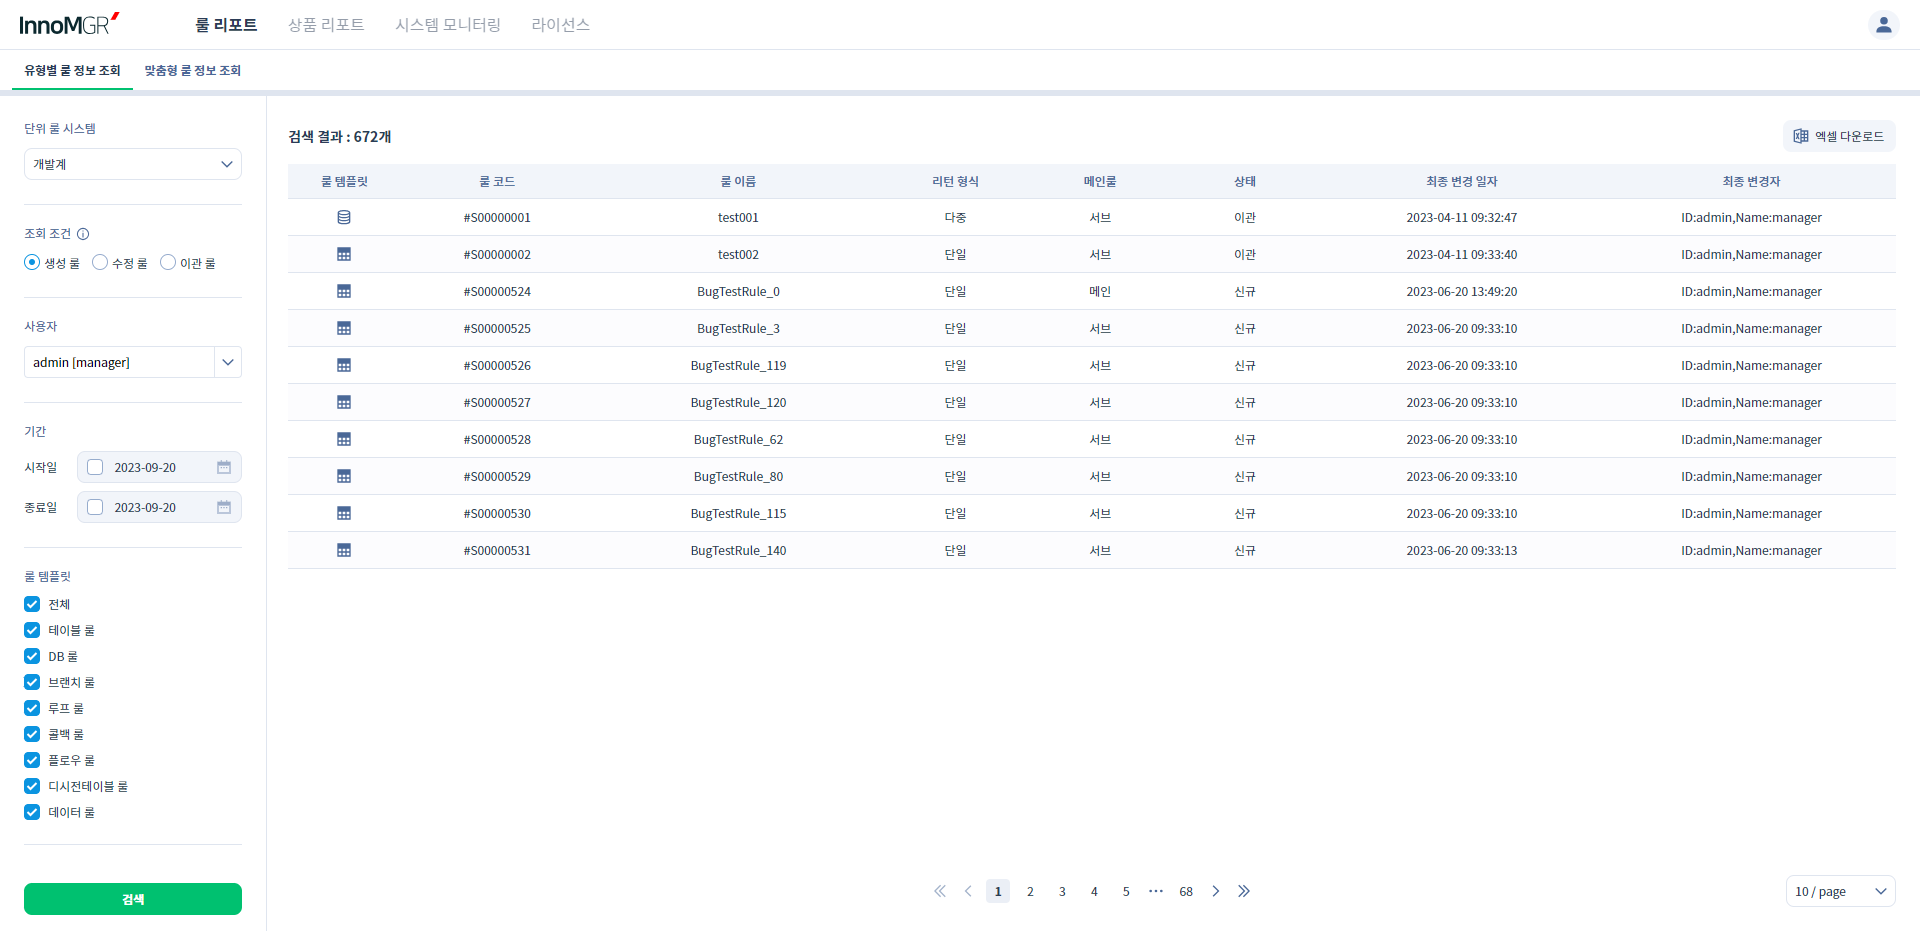 InnoMGR
룰 리포트 상품 리포트 시스템 모니터링 라이선스
유형별 룰 정보 조회 맞춤형 룰 정보 조회
단위 룰 시스템
개발계
조회 조건
생성 룰 수정 룰 이관 룰
사용자
admin [manager]
기간
시작일 2023-09-20
종료일 2023-09-20
룰 템플릿
전체
테이블 룰
DB 룰
브랜치 룰
루프 룰
콜백 룰
플로우 룰
디시전테이블 룰
데이터 룰
검색
검색 결과 : 672개
엑셀 다운로드
룰 템플릿 룰 코드 룰 이름 리턴 형식 메인룰 상태 최종 변경 일자 최종 변경자
#S00000001 test001 다중 서브 이관 2023-04-11 09:32:47 ID:admin,Name:manager
#S00000002 test002 단일 서브 이관 2023-04-11 09:33:40 ID:admin,Name:manager
#S00000524 BugTestRule_0 단일 메인 신규 2023-06-20 13:49:20 ID:admin,Name:manager
#S00000525 BugTestRule_3 단일 서브 신규 2023-06-20 09:33:10 ID:admin,Name:manager
#S00000526 BugTestRule_119 단일 서브 신규 2023-06-20 09:33:10 ID:admin,Name:manager
#S00000527 BugTestRule_120 단일 서브 신규 2023-06-20 09:33:10 ID:admin,Name:manager
#S00000528 BugTestRule_62 단일 서브 신규 2023-06-20 09:33:10 ID:admin,Name:manager
#S00000529 BugTestRule_80 단일 서브 신규 2023-06-20 09:33:10 ID:admin,Name:manager
#S00000530 BugTestRule_115 단일 서브 신규 2023-06-20 09:33:10 ID:admin,Name:manager
#S00000531 BugTestRule_140 단일 서브 신규 2023-06-20 09:33:13 ID:admin,Name:manager
1 2 3 4 5 ··· 68
10 / page